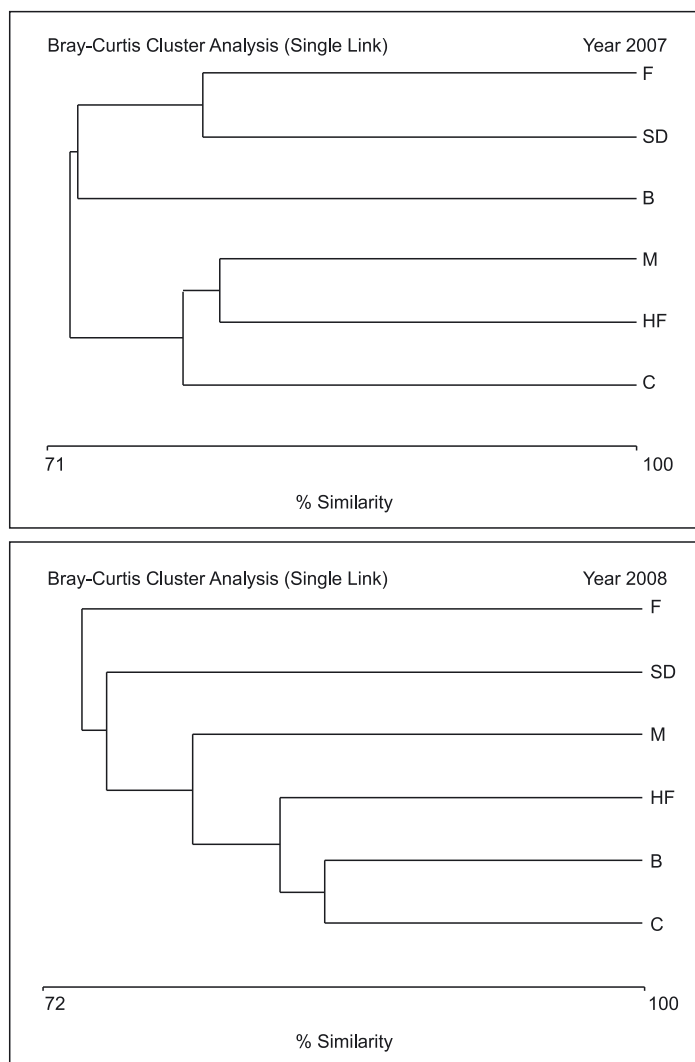 Bray-Curtis Cluster Analysis (Single Link) Year 2007
F
SD
B
M
HF
C
71 100
% Similarity
Bray-Curtis Cluster Analysis (Single Link) Year 2008
F
SD
M
HF
B
C
72 100
% Similarity